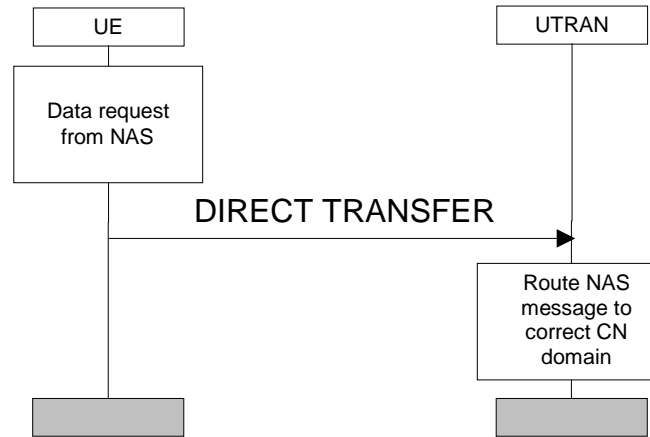 UE
UTRAN
Data request
from NAS
DIRECT TRANSFER
Route NAS
message to
correct CN
domain